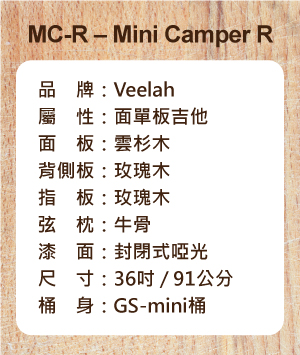 MC-R – Mini Camper R
品　牌：Veelah
屬　性：面單板吉他
面　板：雲杉木
背側板：玫瑰木
指　板：玫瑰木
弦　枕：牛骨
漆　面：封閉式啞光
尺　寸：36吋 / 91公分
桶　身：GS-mini桶